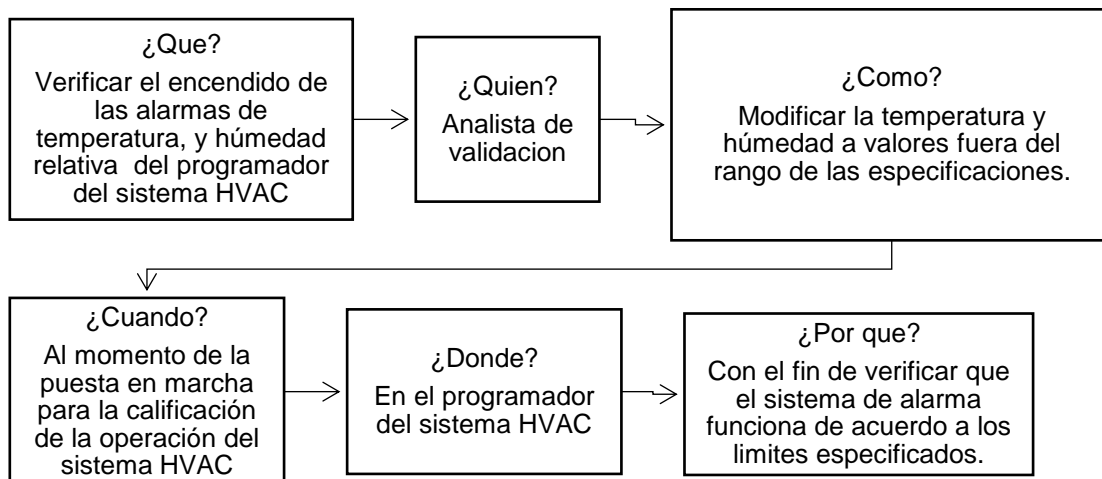 ¿Que?
Verificar el encendido de
las alarmas de
temperatura, y húmedad
relativa del programador
del sistema HVAC
¿Quien?
Analista de
validacion
¿Como?
Modificar la temperatura y
húmedad a valores fuera del
rango de las especificaciones.
¿Cuando?
Al momento de la
puesta en marcha
para la calificación
de la operación del
sistema HVAC
¿Donde?
En el programador
del sistema HVAC
¿Por que?
Con el fin de verificar que
el sistema de alarma
funciona de acuerdo a los
limites especificados.